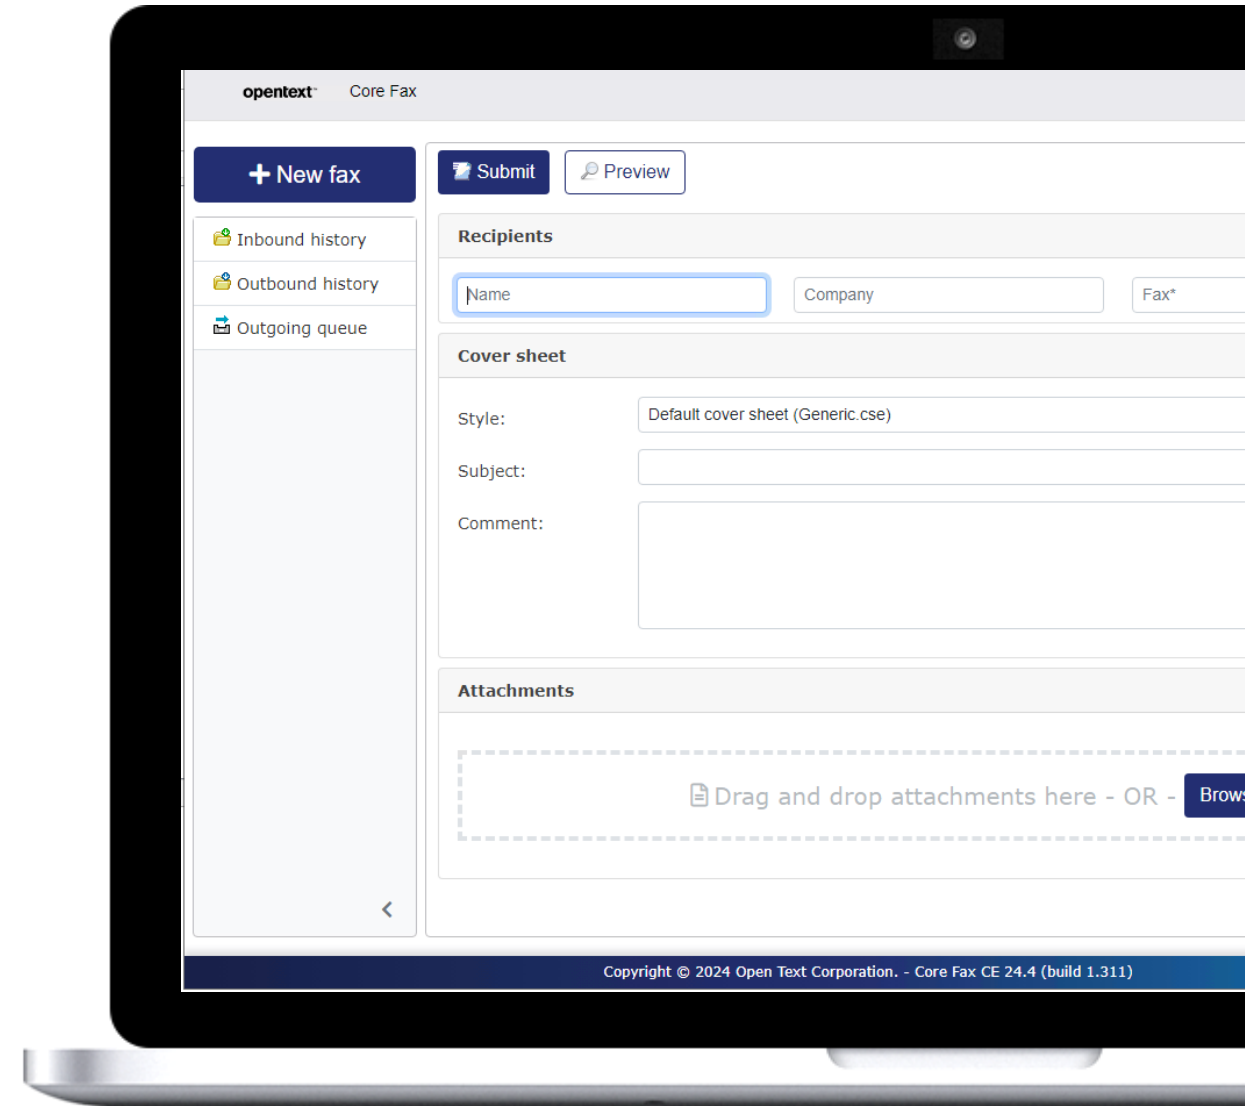 opentext™ Core Fax
New fax
Submit Preview
Inbound history
Outbound history
Outgoing queue
Recipients
Name Company Fax*
Cover sheet
Style: Default cover sheet (Generic.cse)
Subject:
Comment:
Attachments
Drag and drop attachments here - OR - Brows
Copyright © 2024 Open Text Corporation. - Core Fax CE 24.4 (build 1.311)